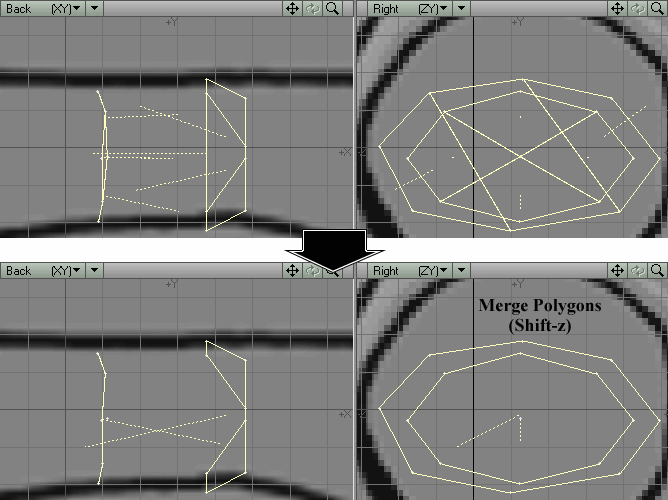 Back (XY) Right (ZY)
+Y +Y
+X
Back (XY) Right (ZY)
+Y +Y
Merge Polygons
(Shift-z)
+X